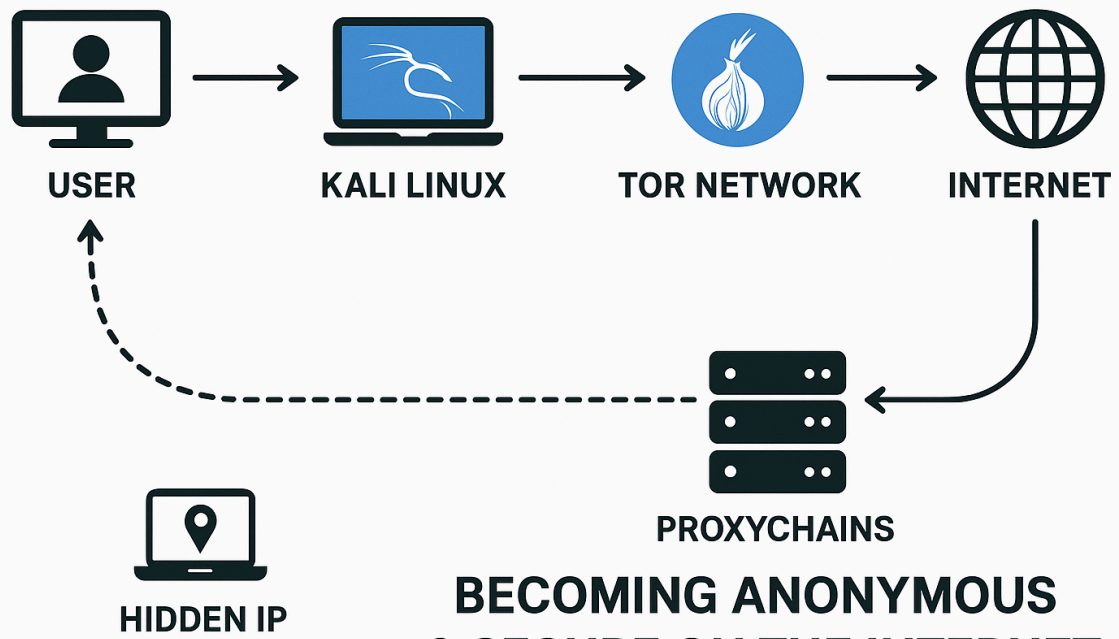 USER
KALI LINUX
TOR NETWORK
INTERNET
PROXYCHAINS
HIDDEN IP
BECOMING ANONYMOUS